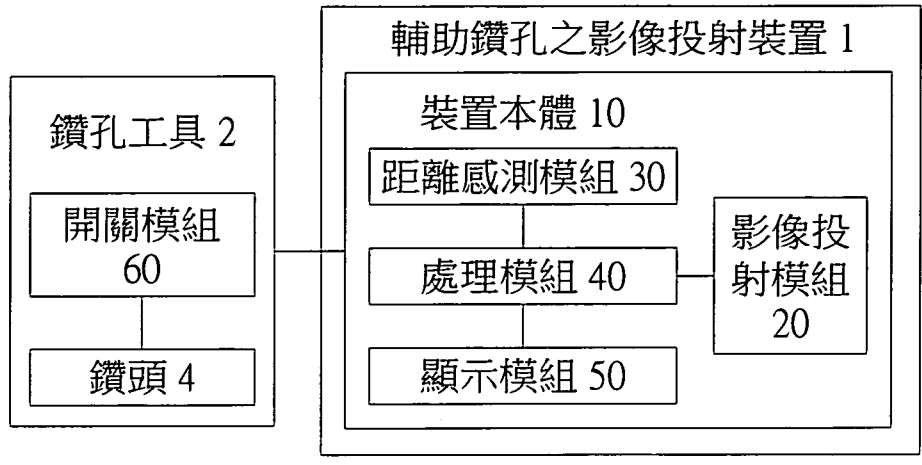 輔助鑽孔之影像投射裝置 1
鑽孔工具 2
開關模組
60
鑽頭 4
裝置本體 10
距離感測模組 30
處理模組 40
顯示模組 50
影像投
射模組
20